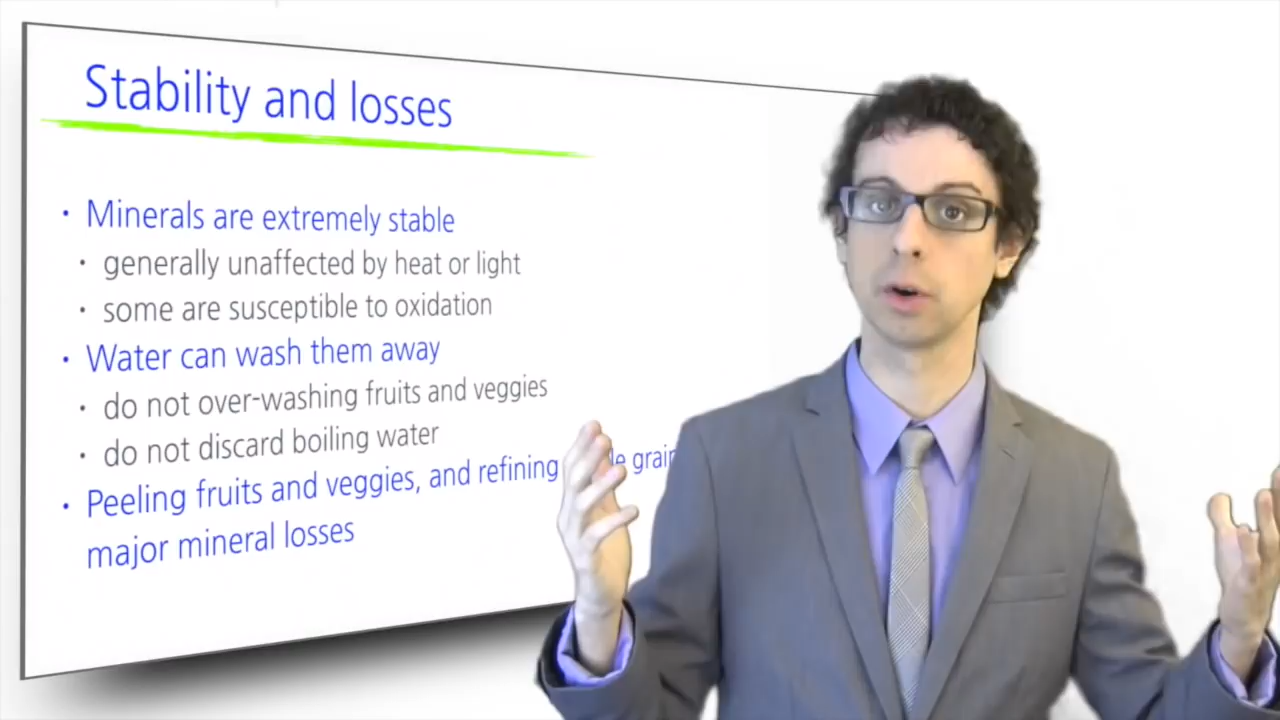 Stability and losses
• Minerals are extremely stable
• generally unaffected by heat or light
• some are susceptible to oxidation
• Water can wash them away
• do not over-washing fruits and veggies
• do not discard boiling water
• Peeling fruits and veggies, and refining
major mineral losses